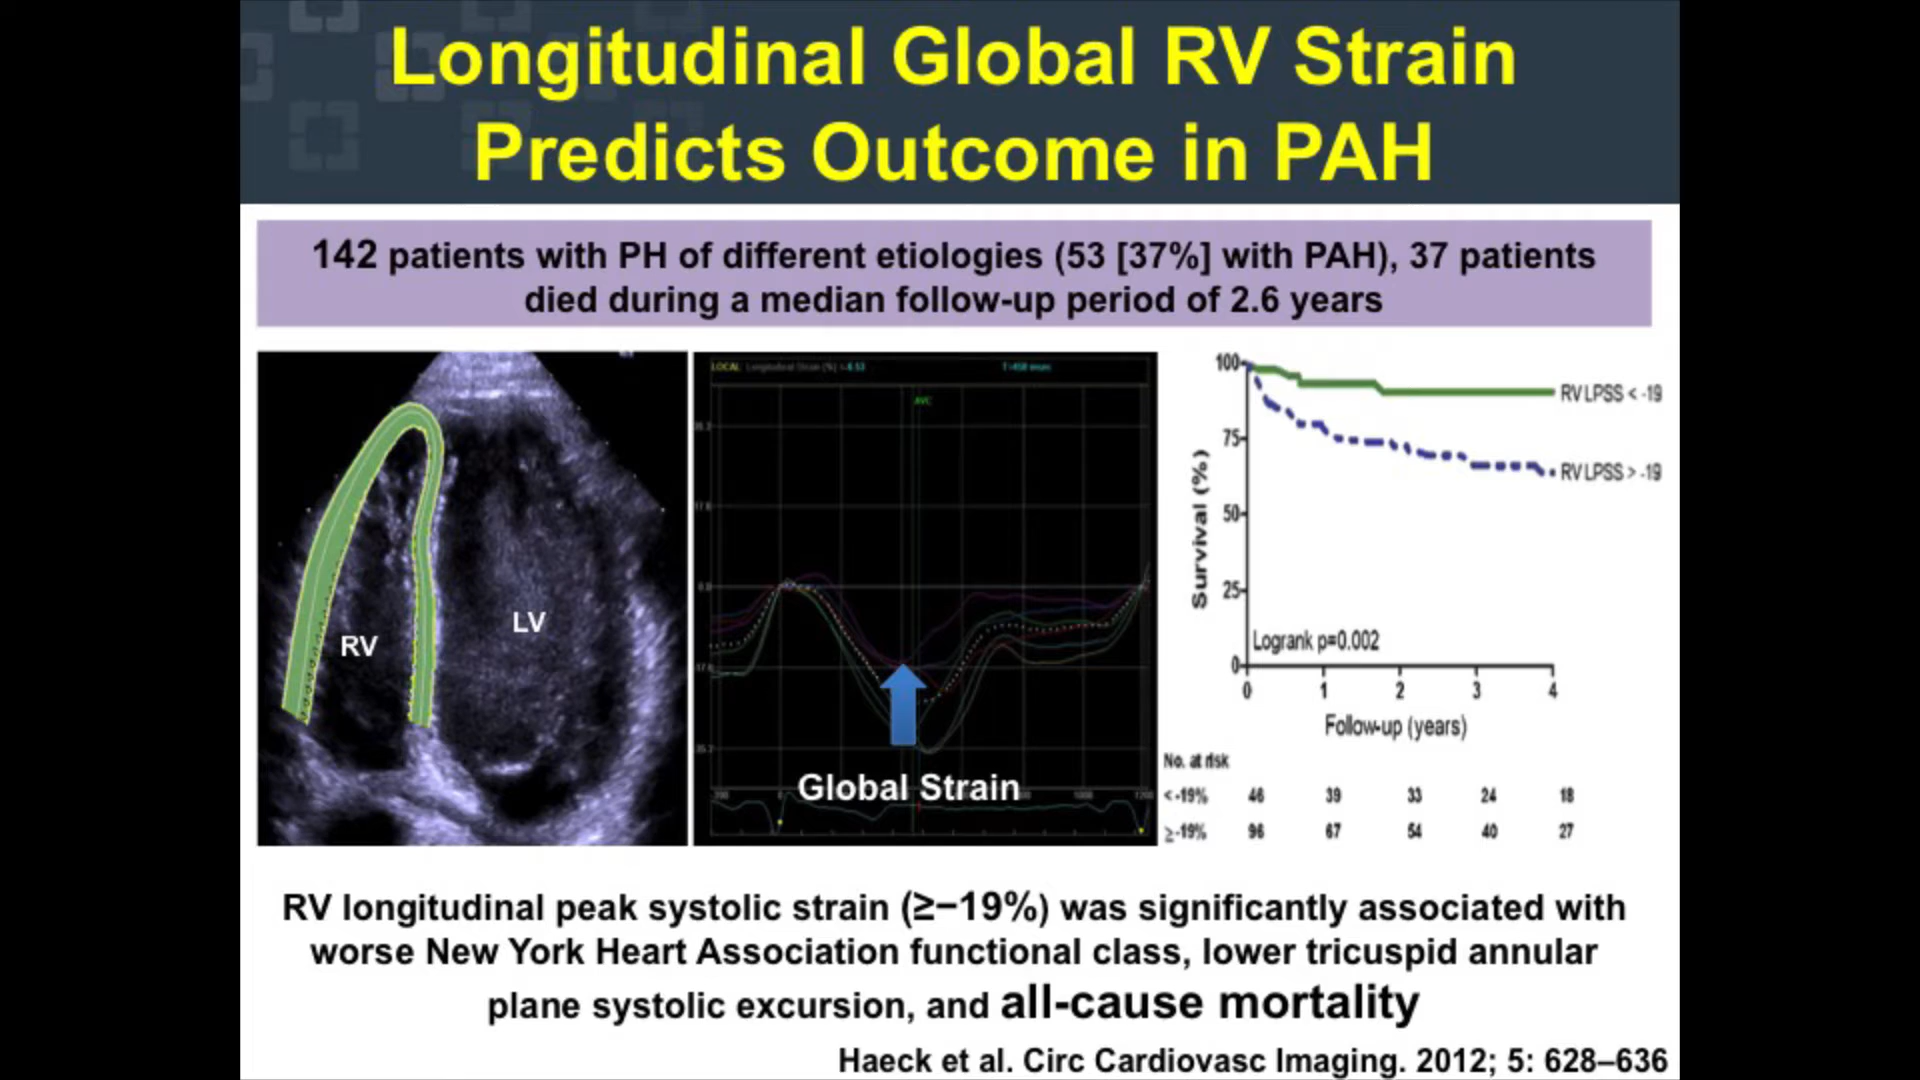 Longitudinal Global RV Strain
Predicts Outcome in PAH
142 patients with PH of different etiologies (53 [37%] with PAH), 37 patients
died during a median follow-up period of 2.6 years
RV
LV
LOCAL Longitudinal Strain (%)
AVC
Global Strain
1000
100
75
50
25
0
Survival (%)
RV LPSS < -19
RV LPSS > -19
Logrank p=0.002
0 1 2 3 4
Follow-up (years)
No. at risk
<-19% 46 39 33 24 18
≥-19% 96 67 54 40 27
RV longitudinal peak systolic strain (≥−19%) was significantly associated with
worse New York Heart Association functional class, lower tricuspid annular
plane systolic excursion, and all-cause mortality
Haeck et al. Circ Cardiovasc Imaging. 2012; 5: 628–636